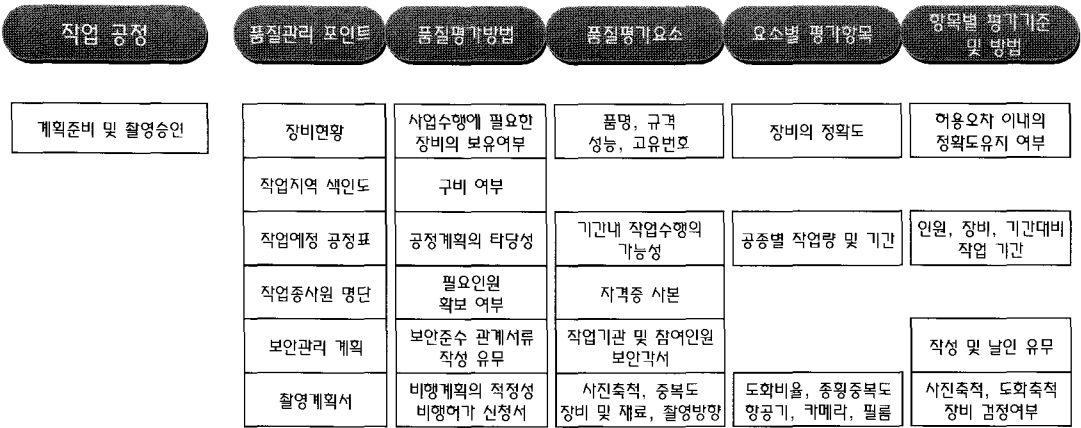 작업 공정
품질관리 포인트
품질평가방법
품질평가요소
요소별 평가항목
항목별 평가기준
및 방법
계획준비 및 촬영승인
장비현황
사업수행에 필요한
장비의 보유여부
품명, 규격
성능, 고유번호
장비의 정확도
허용오차 이내의
정확도유지 여부
작업지역 색인도
구비 여부
작업예정 공정표
공정계획의 타당성
기간내 작업수행의
가능성
공종별 작업량 및 기간
인원, 장비, 기간대비
작업 기간
작업종사원 명단
필요인원
확보 여부
자격증 사본
보안관리 계획
보안준수 관계서류
작성 유무
작업기관 및 참여인원
보안각서
작성 및 날인 유무
촬영계획서
비행계획의 적정성
비행허가 신청서
사진축척, 중복도
장비 및 재료, 촬영방향
도화비율, 종횡중복도
항공기, 카메라, 필름
사진축척, 도화축척
장비 검정여부